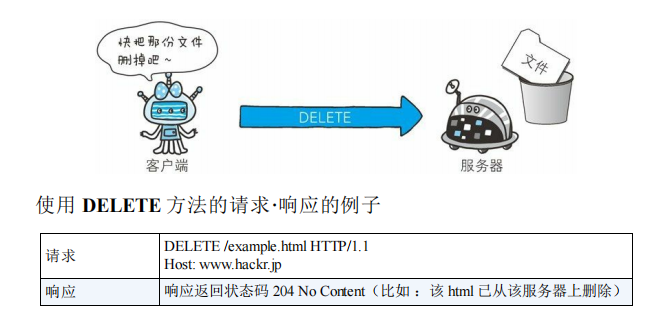 快把那份文件
删掉吧~
文件
DELETE
客户端
服务器
使用 DELETE 方法的请求·响应的例子
请求
DELETE /example.html HTTP/1.1
Host: www.hackr.jp
响应
响应返回状态码 204 No Content（比如：该 html 已从该服务器上删除）